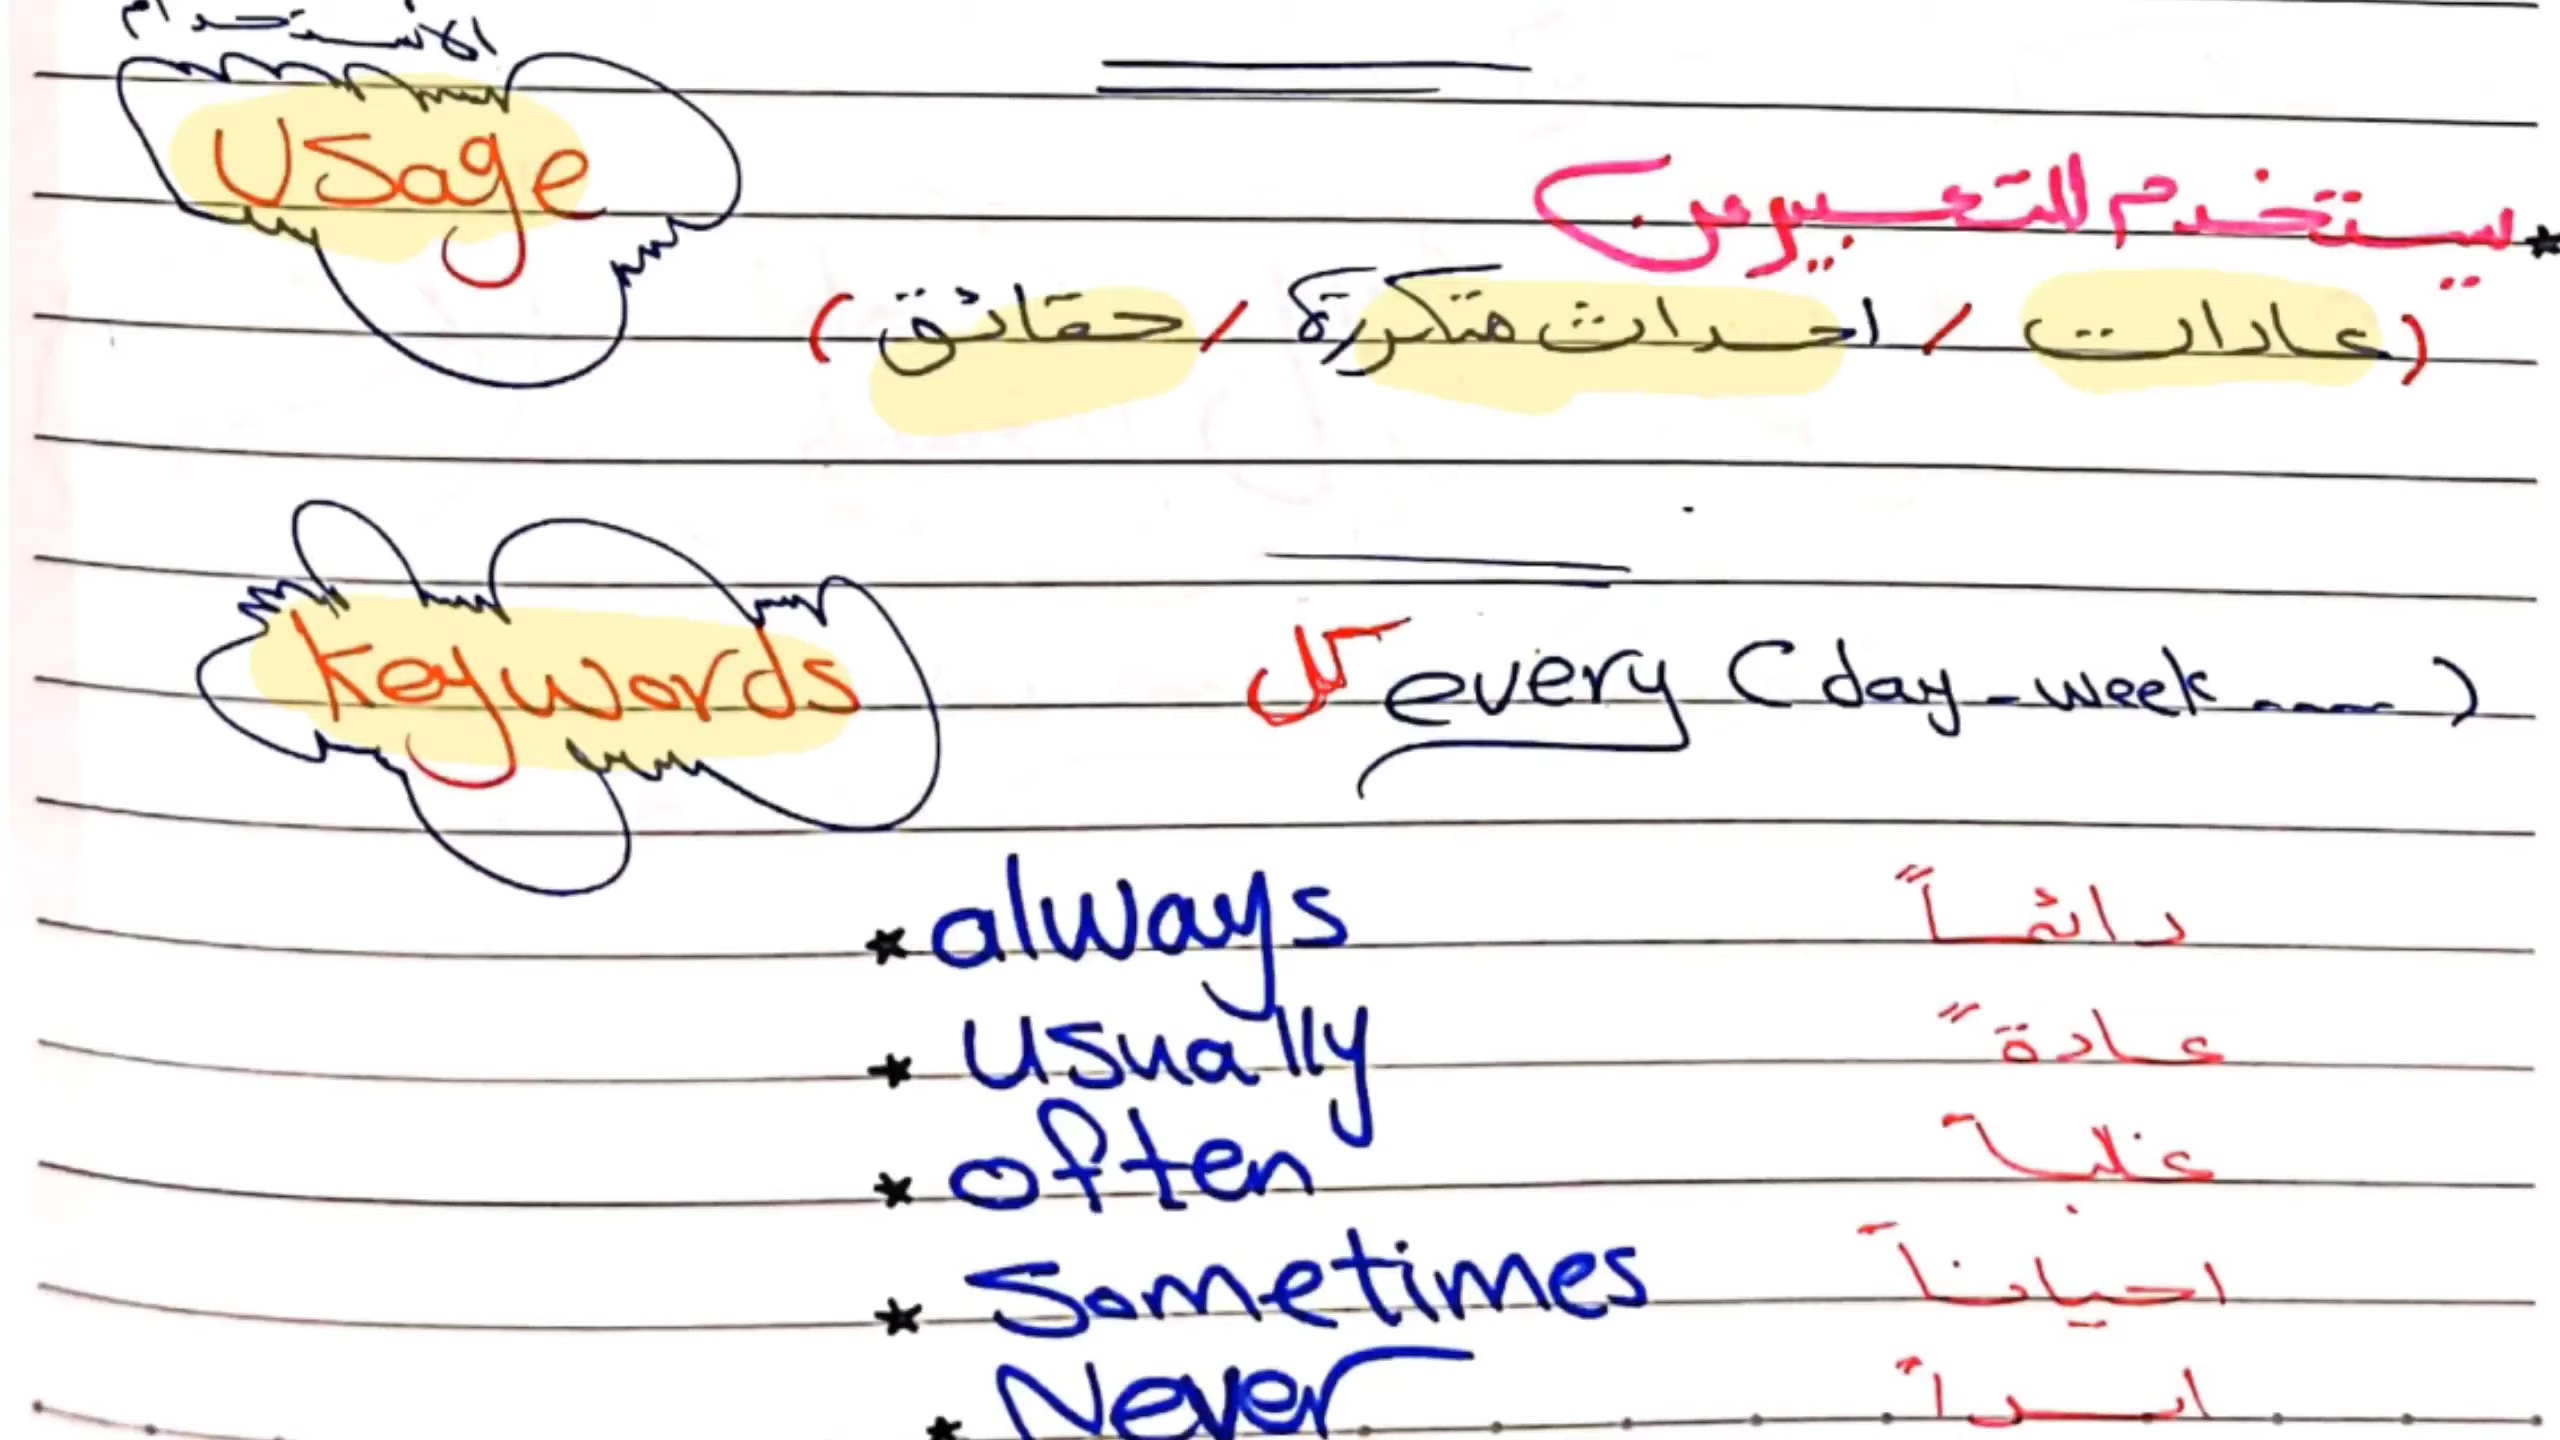 الاستخدام
Usage
* يستخدم للتعبير عن
(عادات / احداث متكررة / حقائق)
keywords
كل every (day - week ....)
* always دائماً
* usually عادةً
* often
* Sometimes احياناً
* Never ابداً